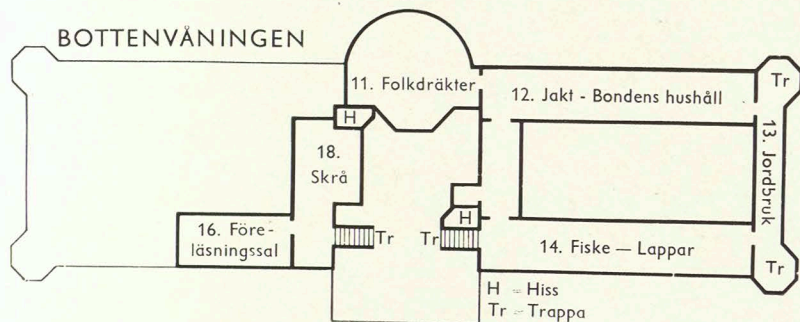 BOTTENVÅNINGEN
11. Folkdräkter
12. Jakt - Bondens hushåll
Tr
H
18.
Skrå
13. Jordbruk
16. Före-
läsningssal
Tr
Tr
H
14. Fiske — Lappar
Tr
H = Hiss
Tr = Trappa